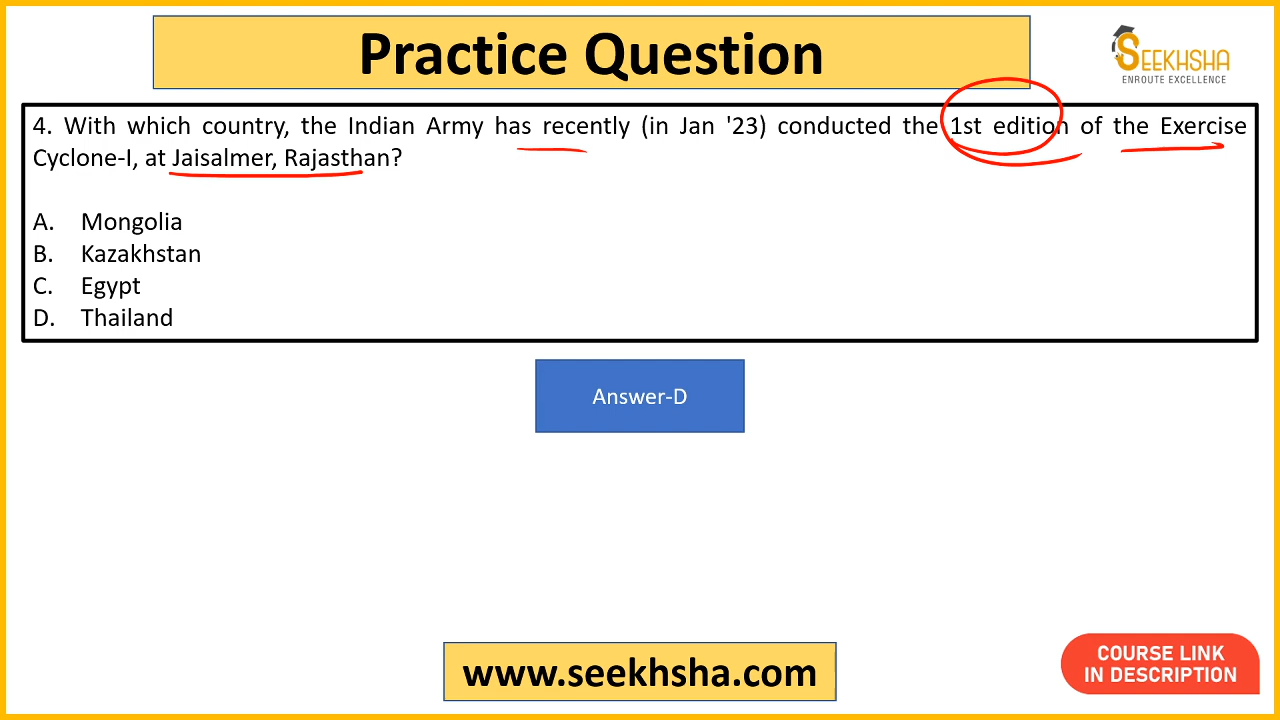 Practice Question
SEEKHSHA
ENROUTE EXCELLENCE
4. With which country, the Indian Army has recently (in Jan '23) conducted the 1st edition of the Exercise
Cyclone-I, at Jaisalmer, Rajasthan?
A. Mongolia
B. Kazakhstan
C. Egypt
D. Thailand
Answer-D
www.seekhsha.com
COURSE LINK
IN DESCRIPTION